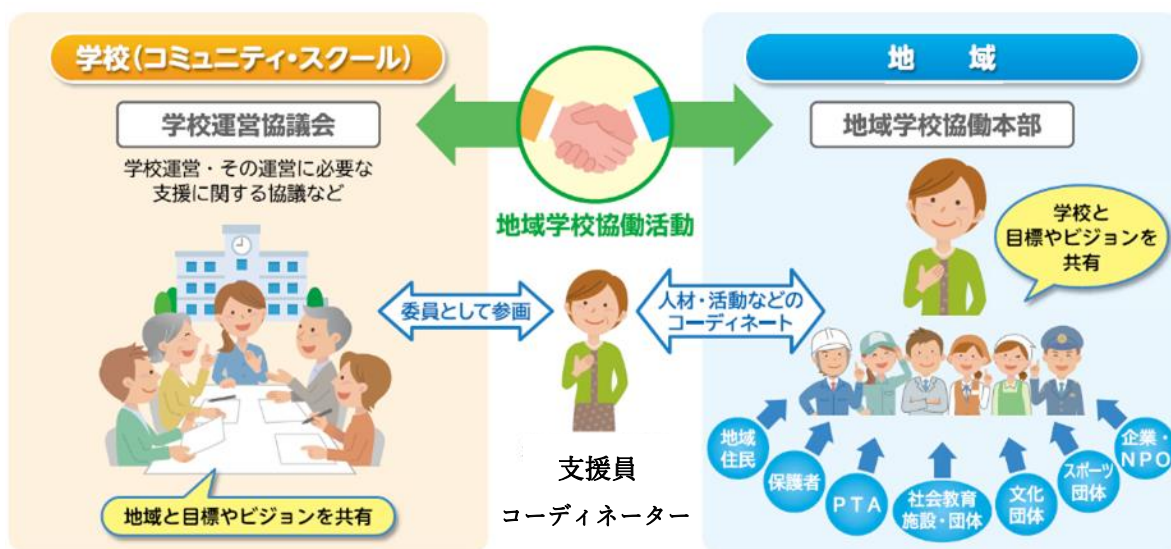 学校(コミュニティ・スクール)
学校運営協議会
学校運営・その運営に必要な
支援に関する協議など
地域と目標やビジョンを共有
地域学校協働活動
委員として参画
人材・活動などの
コーディネート
支援員
コーディネーター
地　域
地域学校協働本部
学校と
目標やビジョンを
共有
地域
住民
保護者
PTA
社会教育
施設・団体
文化
団体
スポーツ
団体
企業・
NPO